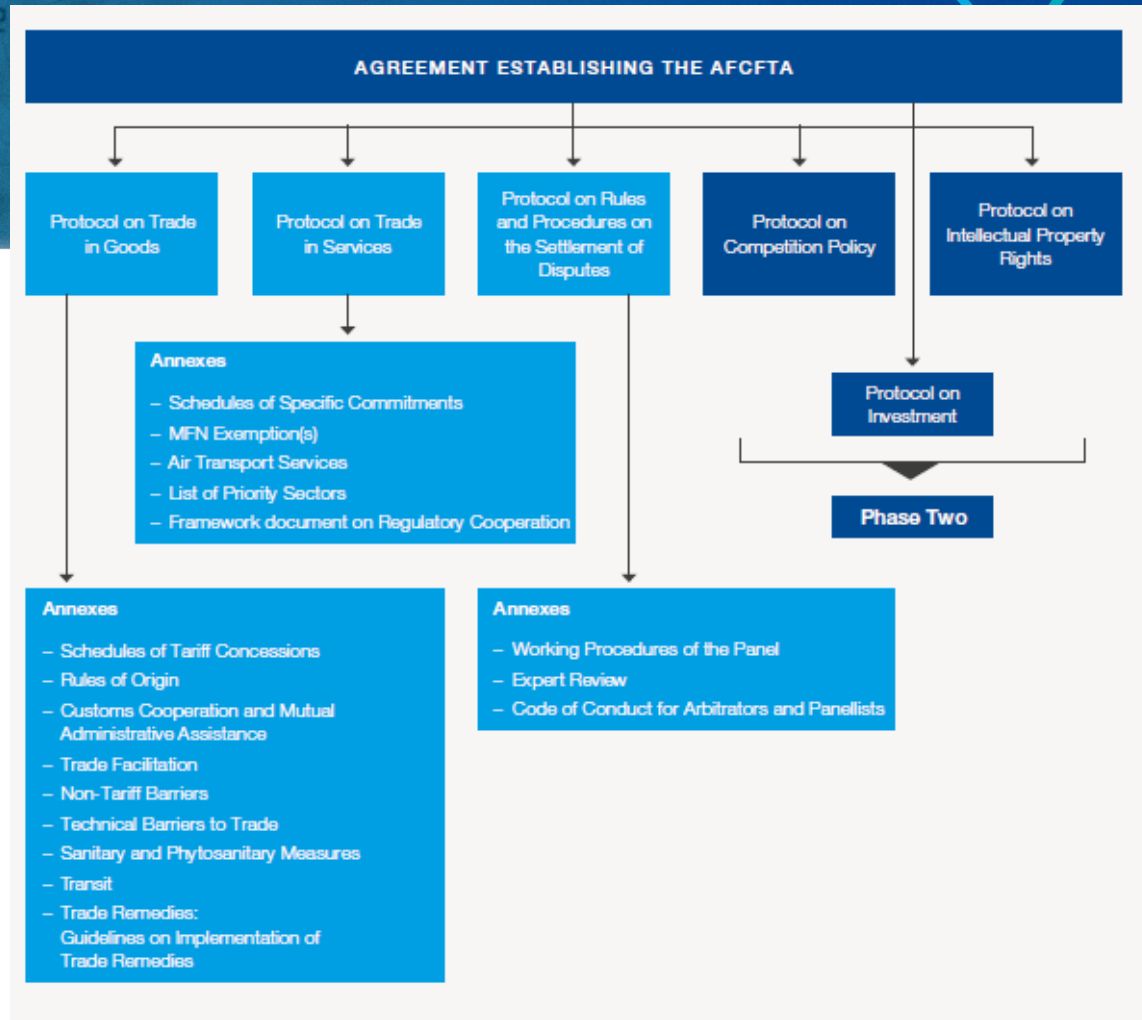 AGREEMENT ESTABLISHING THE AFCFTA
Protocol on Trade
in Goods
Protocol on Trade
in Services
Protocol on Rules
and Procedures on
the Settlement of
Disputes
Protocol on
Competition Policy
Protocol on
Intellectual Property
Rights
Annexes
– Schedules of Specific Commitments
– MFN Exemption(s)
– Air Transport Services
– List of Priority Sectors
– Framework document on Regulatory Cooperation
Protocol on
Investment
Phase Two
Annexes
– Schedules of Tariff Concessions
– Rules of Origin
– Customs Cooperation and Mutual
Administrative Assistance
– Trade Facilitation
– Non-Tariff Barriers
– Technical Barriers to Trade
– Sanitary and Phytosanitary Measures
– Transit
– Trade Remedies:
Guidelines on Implementation of
Trade Remedies
Annexes
– Working Procedures of the Panel
– Expert Review
– Code of Conduct for Arbitrators and Panellists